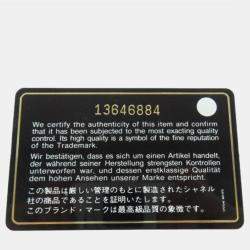 13646884
We certify the authenticity of this item and confirm
that it has been subjected to the most exacting quality
control. Its high quality is a symbol of the fine reputation
of the Trademark.
Wir bestätigen, dass es sich um einen Artikel handelt,
der während seiner Herstellung strengsten Kontrollen
unterworfen war, und dessen erstklassige Qualität
dem Ansehen unserer Marke entspricht.
この製品は厳しい管理のもとに製造されたシャネル
社の商品であることを証明いたします。
このブランド・マークは最高級品質の象徴です。